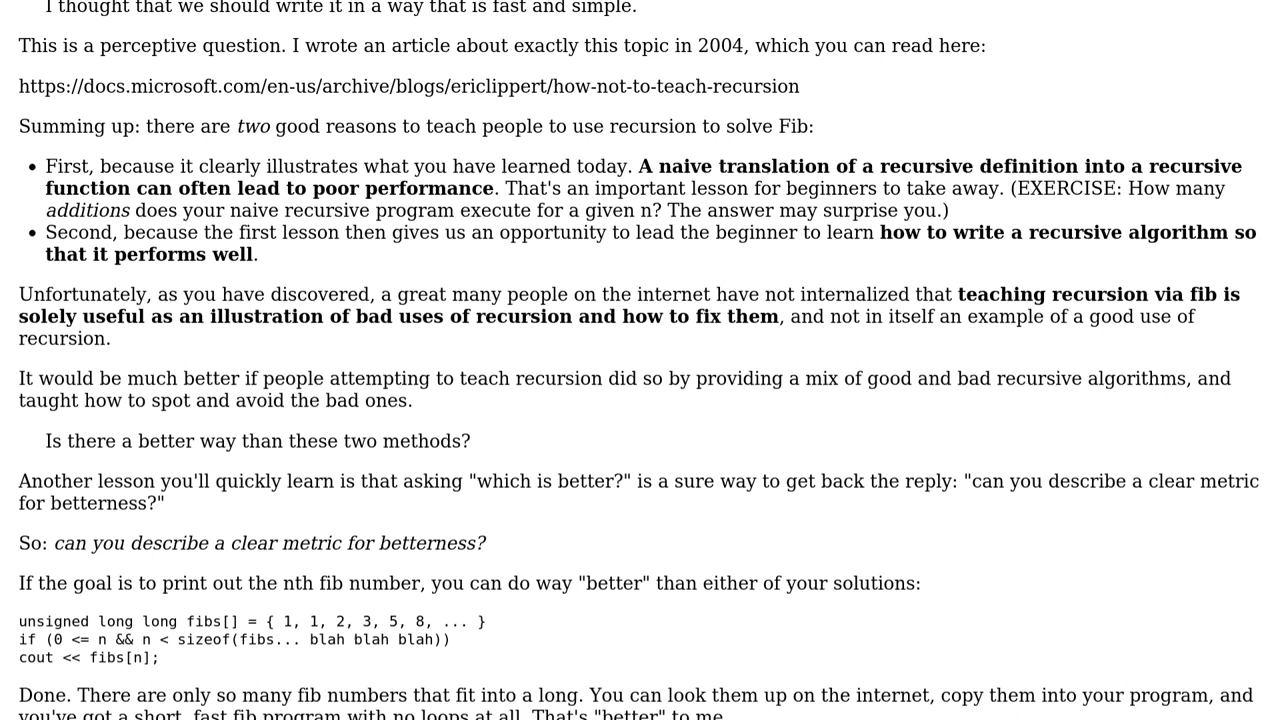 I thought that we should write it in a way that is fast and simple.
This is a perceptive question. I wrote an article about exactly this topic in 2004, which you can read here:
https://docs.microsoft.com/en-us/archive/blogs/ericlippert/how-not-to-teach-recursion
Summing up: there are two good reasons to teach people to use recursion to solve Fib:
• First, because it clearly illustrates what you have learned today. A naive translation of a recursive definition into a recursive
function can often lead to poor performance. That's an important lesson for beginners to take away. (EXERCISE: How many
additions does your naive recursive program execute for a given n? The answer may surprise you.)
• Second, because the first lesson then gives us an opportunity to lead the beginner to learn how to write a recursive algorithm so
that it performs well.
Unfortunately, as you have discovered, a great many people on the internet have not internalized that teaching recursion via fib is
solely useful as an illustration of bad uses of recursion and how to fix them, and not in itself an example of a good use of
recursion.
It would be much better if people attempting to teach recursion did so by providing a mix of good and bad recursive algorithms, and
taught how to spot and avoid the bad ones.
Is there a better way than these two methods?
Another lesson you'll quickly learn is that asking "which is better?" is a sure way to get back the reply: "can you describe a clear metric
for betterness?"
So: can you describe a clear metric for betterness?
If the goal is to print out the nth fib number, you can do way "better" than either of your solutions:
unsigned long long fibs[] = { 1, 1, 2, 3, 5, 8, ... }
if (0 <= n && n < sizeof(fibs... blah blah blah))
cout << fibs[n];
Done. There are only so many fib numbers that fit into a long. You can look them up on the internet, copy them into your program, and
you've got a short, fast fib program with no loops at all. That's "better" to me.